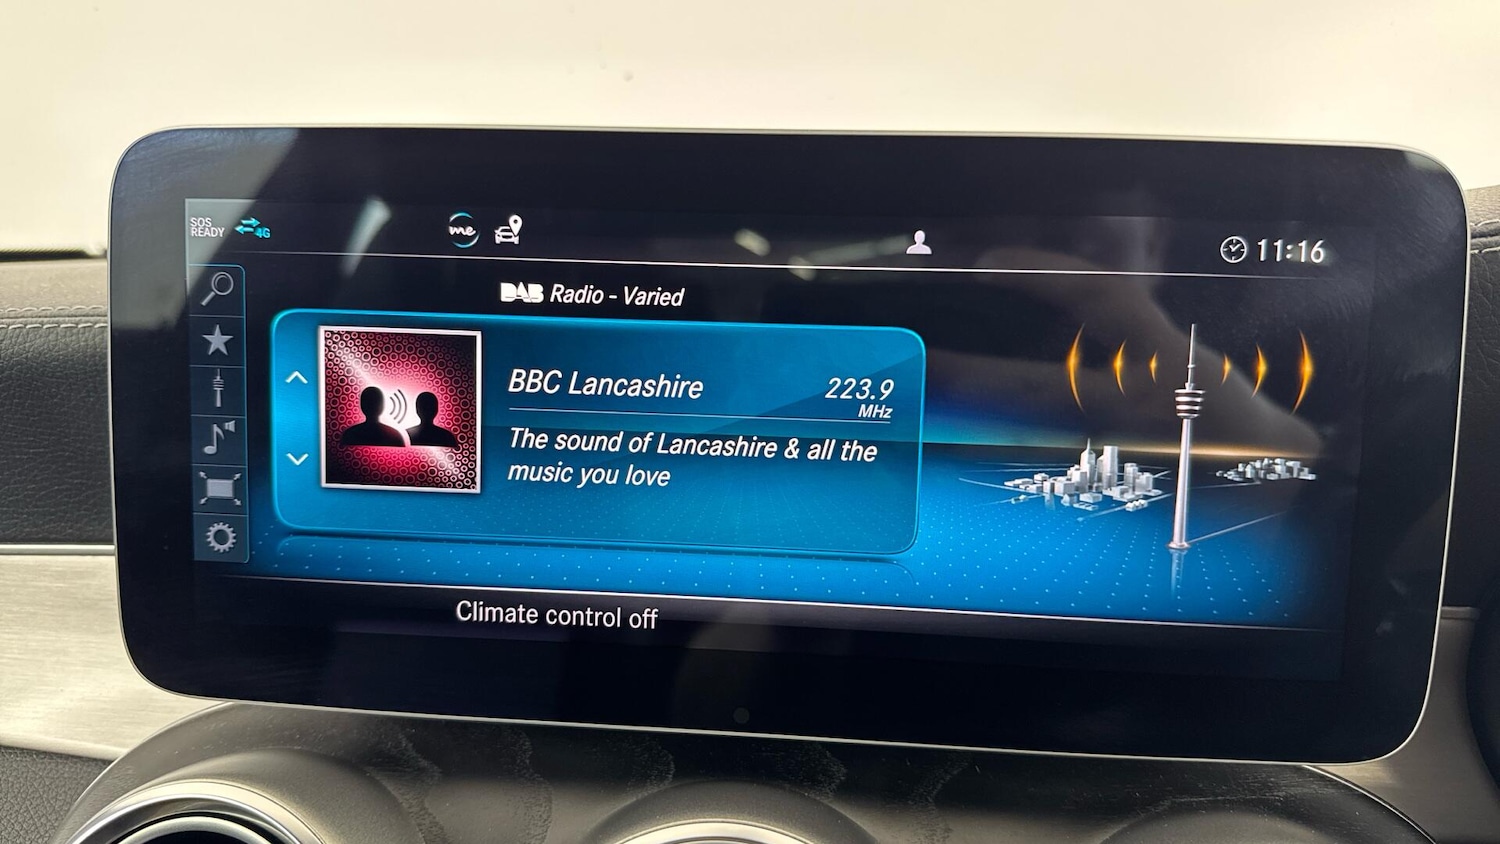 SOS
READY
4G
me
11:16
DAB Radio - Varied
BBC Lancashire
223.9
MHz
The sound of Lancashire & all the
music you love
Climate control off